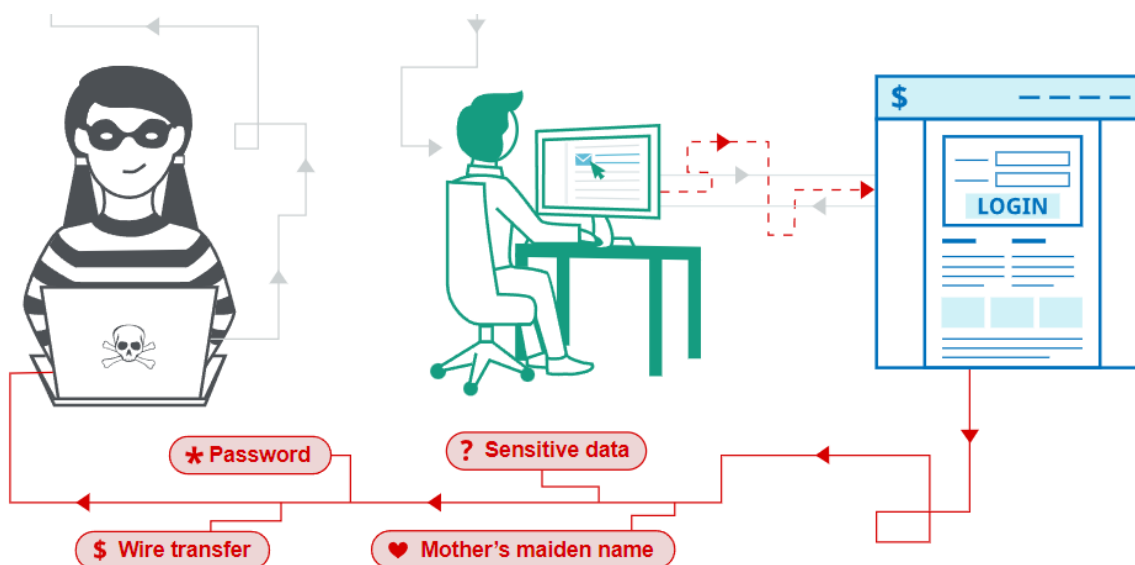 $
LOGIN
* Password
? Sensitive data
$ Wire transfer
♥ Mother's maiden name